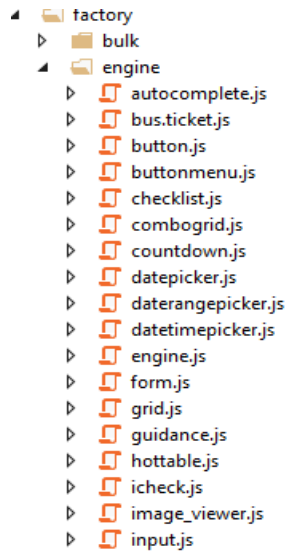 factory
bulk
engine
autocomplete.js
bus.ticket.js
button.js
buttonmenu.js
checklist.js
combogrid.js
countdown.js
datepicker.js
daterangepicker.js
datetimepicker.js
engine.js
form.js
grid.js
guidance.js
hottable.js
icheck.js
image_viewer.js
input.js